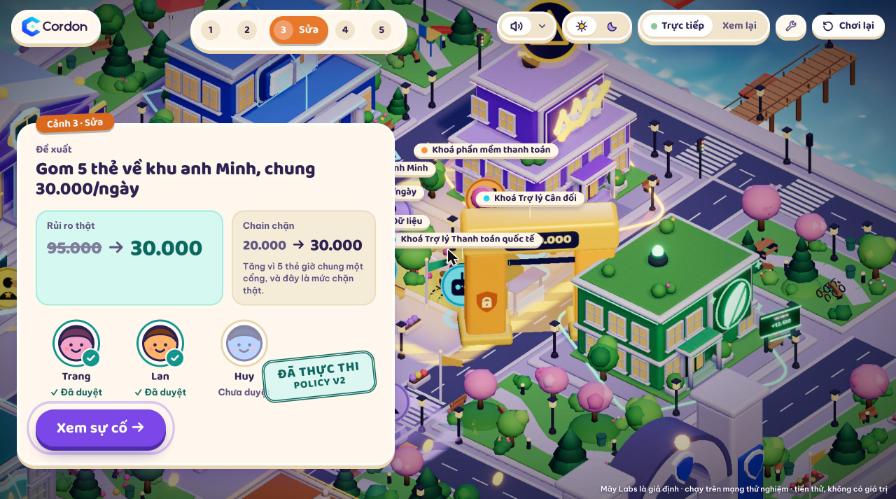 Cordon
1 2 3 Sửa 4 5
Trực tiếp Xem lại
Chơi lại
Cảnh 3 · Sửa
Đề xuất
Gom 5 thẻ về khu anh Minh, chung
30.000/ngày
Rủi ro thật
95.000 → 30.000
Chain chặn
20.000 → 30.000
Tăng vì 5 thẻ giờ chung một
cổng, và đây là mức chặn
thật.
Trang
✓ Đã duyệt
Lan
✓ Đã duyệt
Huy
Chưa duyệ
ĐÃ THỰC THI
POLICY V2
Xem sự cố →
Khoá phần mềm thanh toán
nh Minh
Khoá Trợ lý Cân đối
ngày
Dữ liệu
Khoá Trợ lý Thanh toán quốc tế
.000
Mây Labs là giả định · chạy trên mạng thử nghiệm · tiền thử, không có giá trị